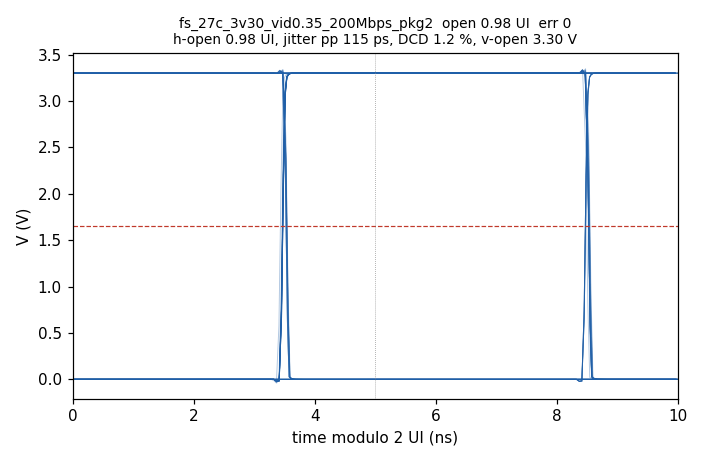 fs_27c_3v30_vid0.35_200Mbps_pkg2  open 0.98 UI  err 0
h-open 0.98 UI, jitter pp 115 ps, DCD 1.2 %, v-open 3.30 V
3.5
3.0
2.5
2.0
1.5
1.0
0.5
0.0
V (V)
0 2 4 6 8 10
time modulo 2 UI (ns)